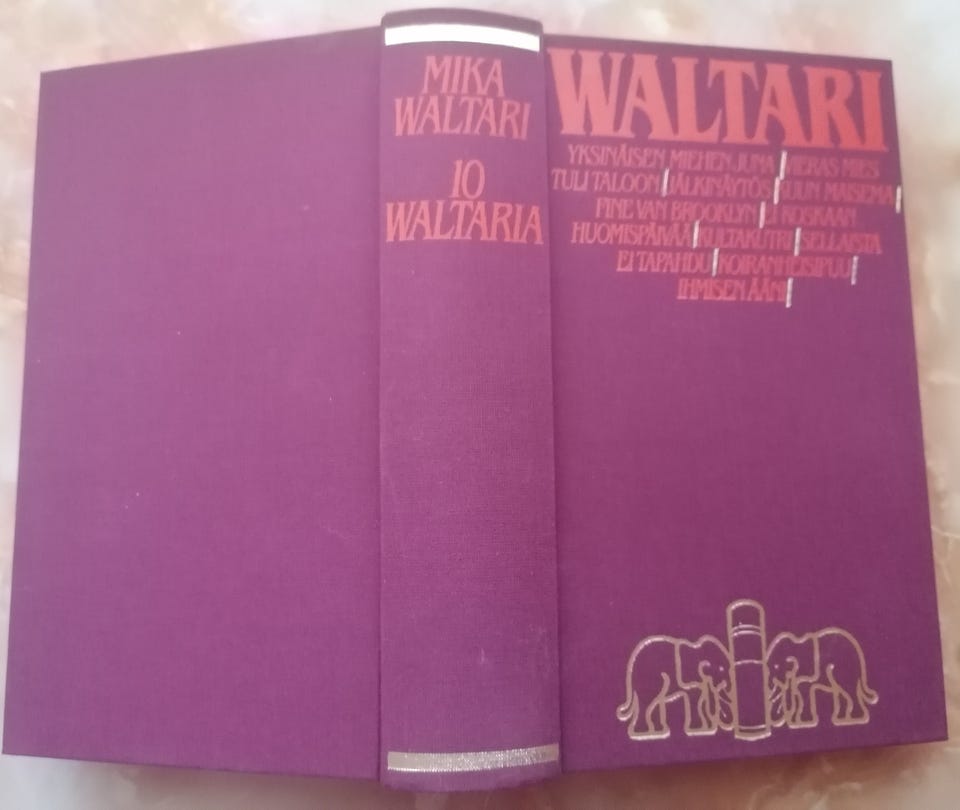 MIKA
WALTARI
10
WALTARIA
WALTARI
YKSINÄISEN MIEHEN JUNA | VIERAS MIES
TULI TALOON | JÄLKINÄYTÖS | KUUN MAISEMA |
FINE VAN BROOKLYN | EI KOSKAAN
HUOMISPÄIVÄÄ | KULTAKUTRI | SELLAISTA
EI TAPAHDU | KOIRANHEISIPUU |
IHMISEN ÄÄNI |